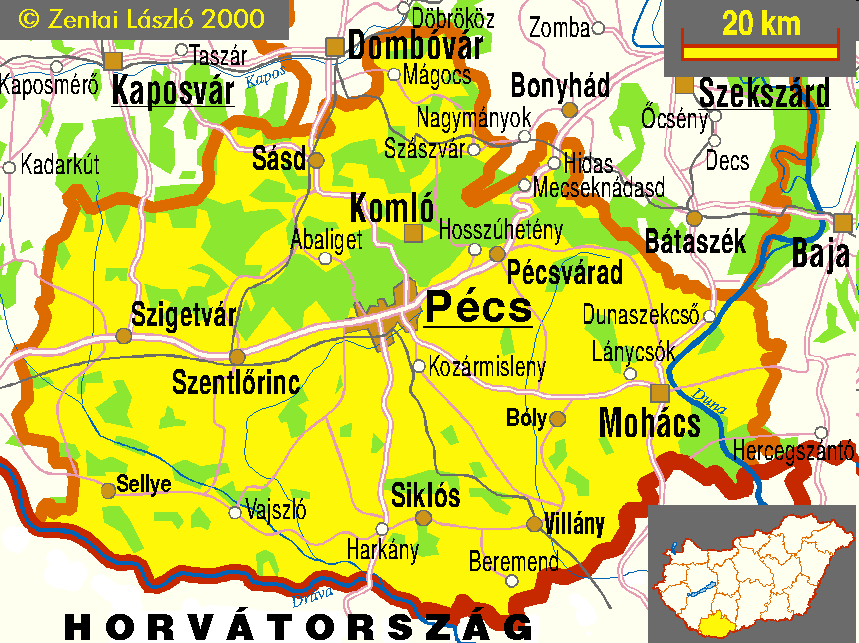 © Zentai László 2000
20 km
Döbrököz
Zomba
Taszár
Dombóvár
Kaposmérő
Kaposvár
Kapos
Mágocs
Bonyhád
Szekszárd
Nagymányok
Őcsény
Szászvár
Decs
Kadarkút
Sásd
Hidas
Mecseknádasd
Komló
Hosszúhetény
Abaliget
Bátaszék
Baja
Pécsvárad
Szigetvár
Pécs
Dunaszekcső
Lánycsók
Kozármisleny
Szentlőrinc
Duna
Bóly
Mohács
Hercegszántó
Sellye
Siklós
Vajszló
Villány
Harkány
Beremend
Dráva
HORVÁTORSZÁG